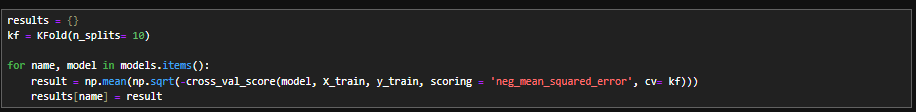 results = {}
kf = KFold(n_splits= 10)
for name, model in models.items():
    result = np.mean(np.sqrt(-cross_val_score(model, X_train, y_train, scoring = 'neg_mean_squared_error', cv= kf)))
    results[name] = result